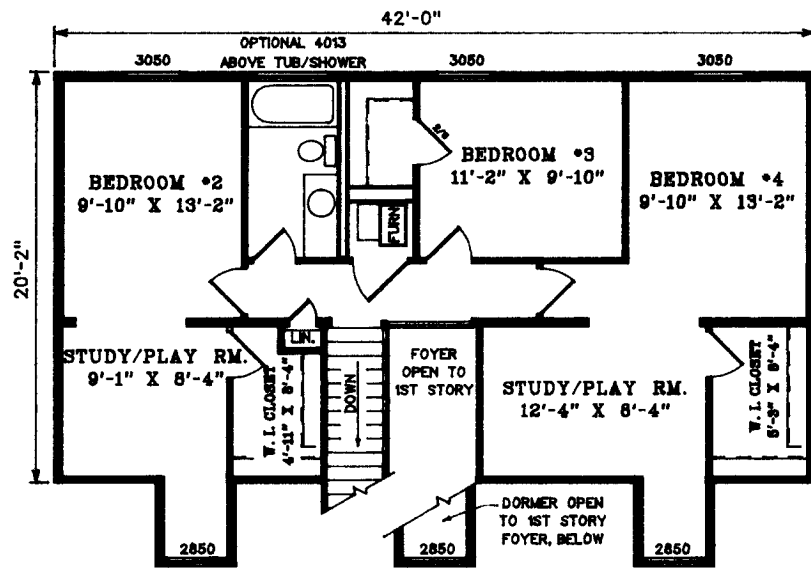 42'-0"
OPTIONAL 4013
ABOVE TUB/SHOWER
3050
3050
3050
2/6
BEDROOM *2
9'-10" X 13'-2"
BEDROOM *3
11'-2" X 9'-10"
BEDROOM *4
9'-10" X 13'-2"
FURN
20'-2"
LIN.
STUDY/PLAY RM.
9'-1" X 8'-4"
W. I. CLOSET
4'-11" X 8'-4"
DOWN
FOYER
OPEN TO
1ST STORY
STUDY/PLAY RM.
12'-4" X 8'-4"
W. I. CLOSET
5'-3" X 8'-4"
DORMER OPEN
TO 1ST STORY
FOYER, BELOW
2850
2850
2850